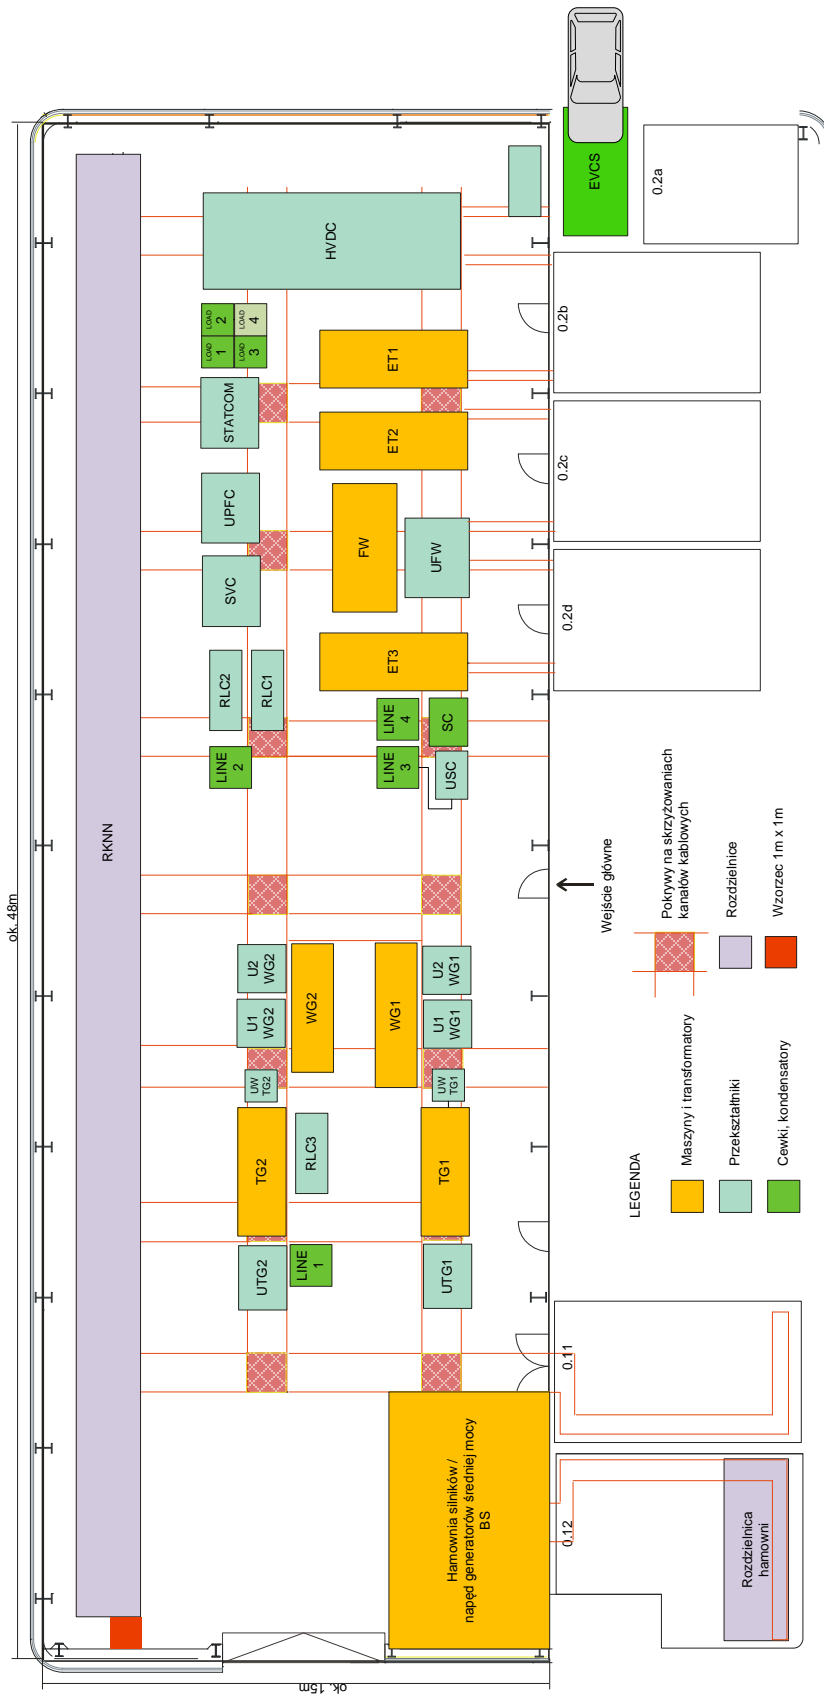 ok. 48m
ok. 15m
RKNN
HVDC
EVCS
0.2a
0.2b
0.2c
0.2d
LOAD
1
LOAD
2
LOAD
3
LOAD
4
STATCOM
UPFC
SVC
RLC2
RLC1
LINE
2
ET1
ET2
FW
UFW
ET3
LINE
4
SC
LINE
3
USC
U2
WG2
U1
WG2
WG2
WG1
U2
WG1
U1
WG1
UW
TG2
UW
TG1
TG2
RLC3
TG1
UTG2
LINE
1
UTG1
Hamownia silników /
napęd generatorów średniej mocy
BS
0.11
0.12
Rozdzielnica
hamowni
Wejście główne
LEGENDA
Maszyny i transformatory
Przekształtniki
Cewki, kondensatory
Pokrywy na skrzyżowaniach
kanałów kablowych
Rozdzielnice
Wzorzec 1m x 1m